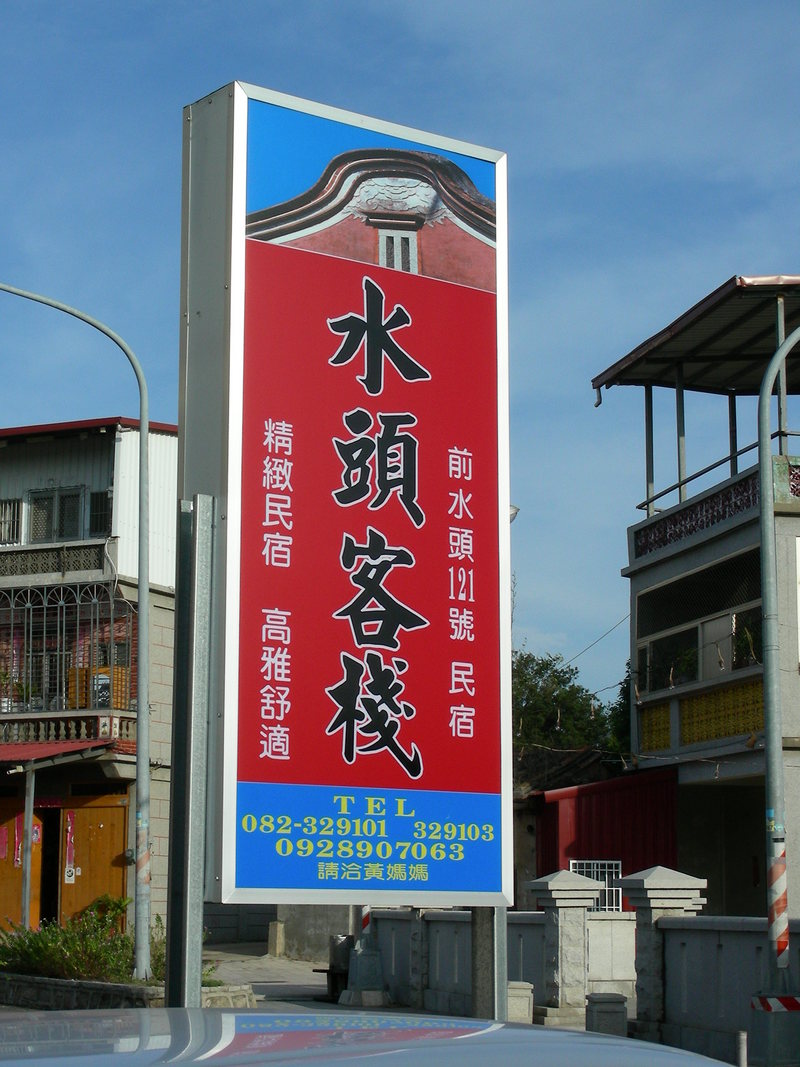 水頭客棧
前水頭121號 民宿
精緻民宿 高雅舒適
TEL
082-329101 329103
0928907063
請洽黃媽媽